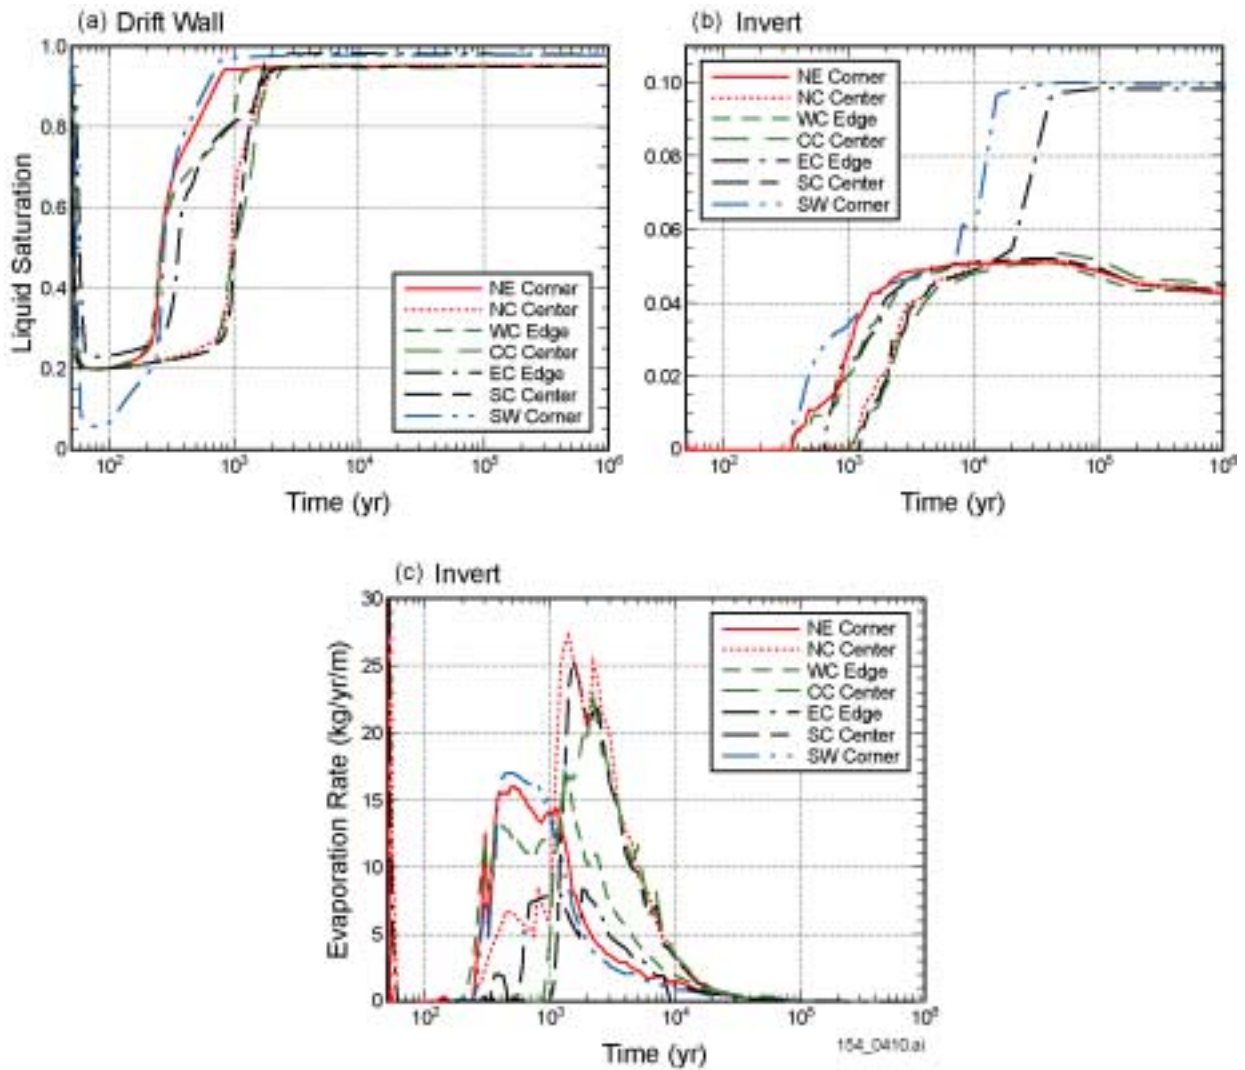 (a) Drift Wall
1.0
0.8
0.6
0.4
0.2
0
Liquid Saturation
NE Corner
NC Center
WC Edge
CC Center
EC Edge
SC Center
SW Corner
10² 10³ 10⁴ 10⁵ 10⁶
Time (yr)
(b) Invert
0.10
0.08
0.06
0.04
0.02
0
NE Corner
NC Center
WC Edge
CC Center
EC Edge
SC Center
SW Corner
10² 10³ 10⁴ 10⁵ 10⁶
Time (yr)
(c) Invert
30
25
20
15
10
5
0
Evaporation Rate (kg/yr/m)
NE Corner
NC Center
WC Edge
CC Center
EC Edge
SC Center
SW Corner
10² 10³ 10⁴ 10⁵ 10⁶
Time (yr)
154_0410.ai